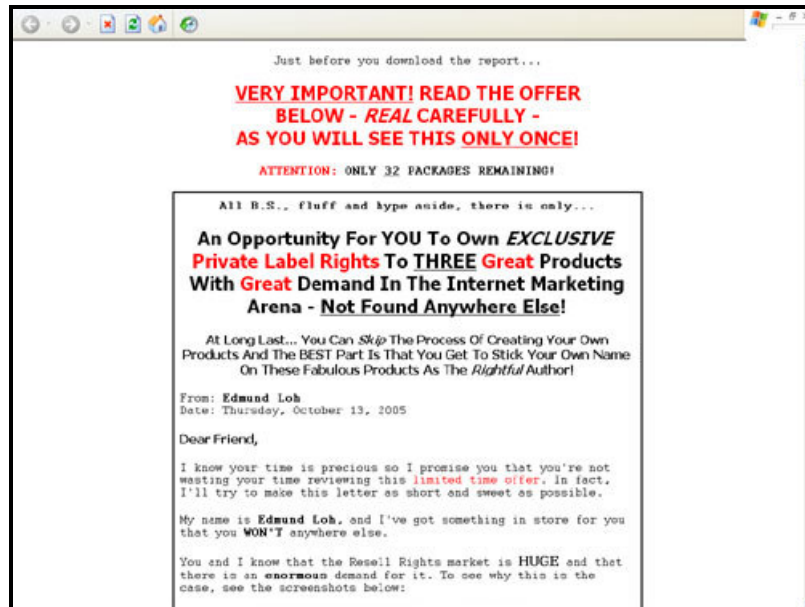 Just before you download the report...
VERY IMPORTANT! READ THE OFFER
BELOW - REAL CAREFULLY -
AS YOU WILL SEE THIS ONLY ONCE!
ATTENTION: ONLY 32 PACKAGES REMAINING!
All B.S., fluff and hype aside, there is only...
An Opportunity For YOU To Own EXCLUSIVE
Private Label Rights To THREE Great Products
With Great Demand In The Internet Marketing
Arena - Not Found Anywhere Else!
At Long Last... You Can Skip The Process Of Creating Your Own
Products And The BEST Part Is That You Get To Stick Your Own Name
On These Fabulous Products As The Rightful Author!
From: Edmund Loh
Date: Thursday, October 13, 2005
Dear Friend,
I know your time is precious so I promise you that you're not
wasting your time reviewing this limited time offer. In fact,
I'll try to make this letter as short and sweet as possible.
My name is Edmund Loh, and I've got something in store for you
that you WON'T anywhere else.
You and I know that the Resell Rights market is HUGE and that
there is an enormous demand for it. To see why this is the
case, see the screenshots below: